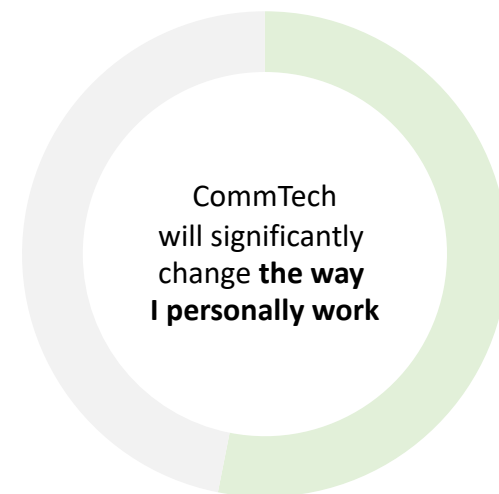 CommTech
will significantly
change the way
I personally work